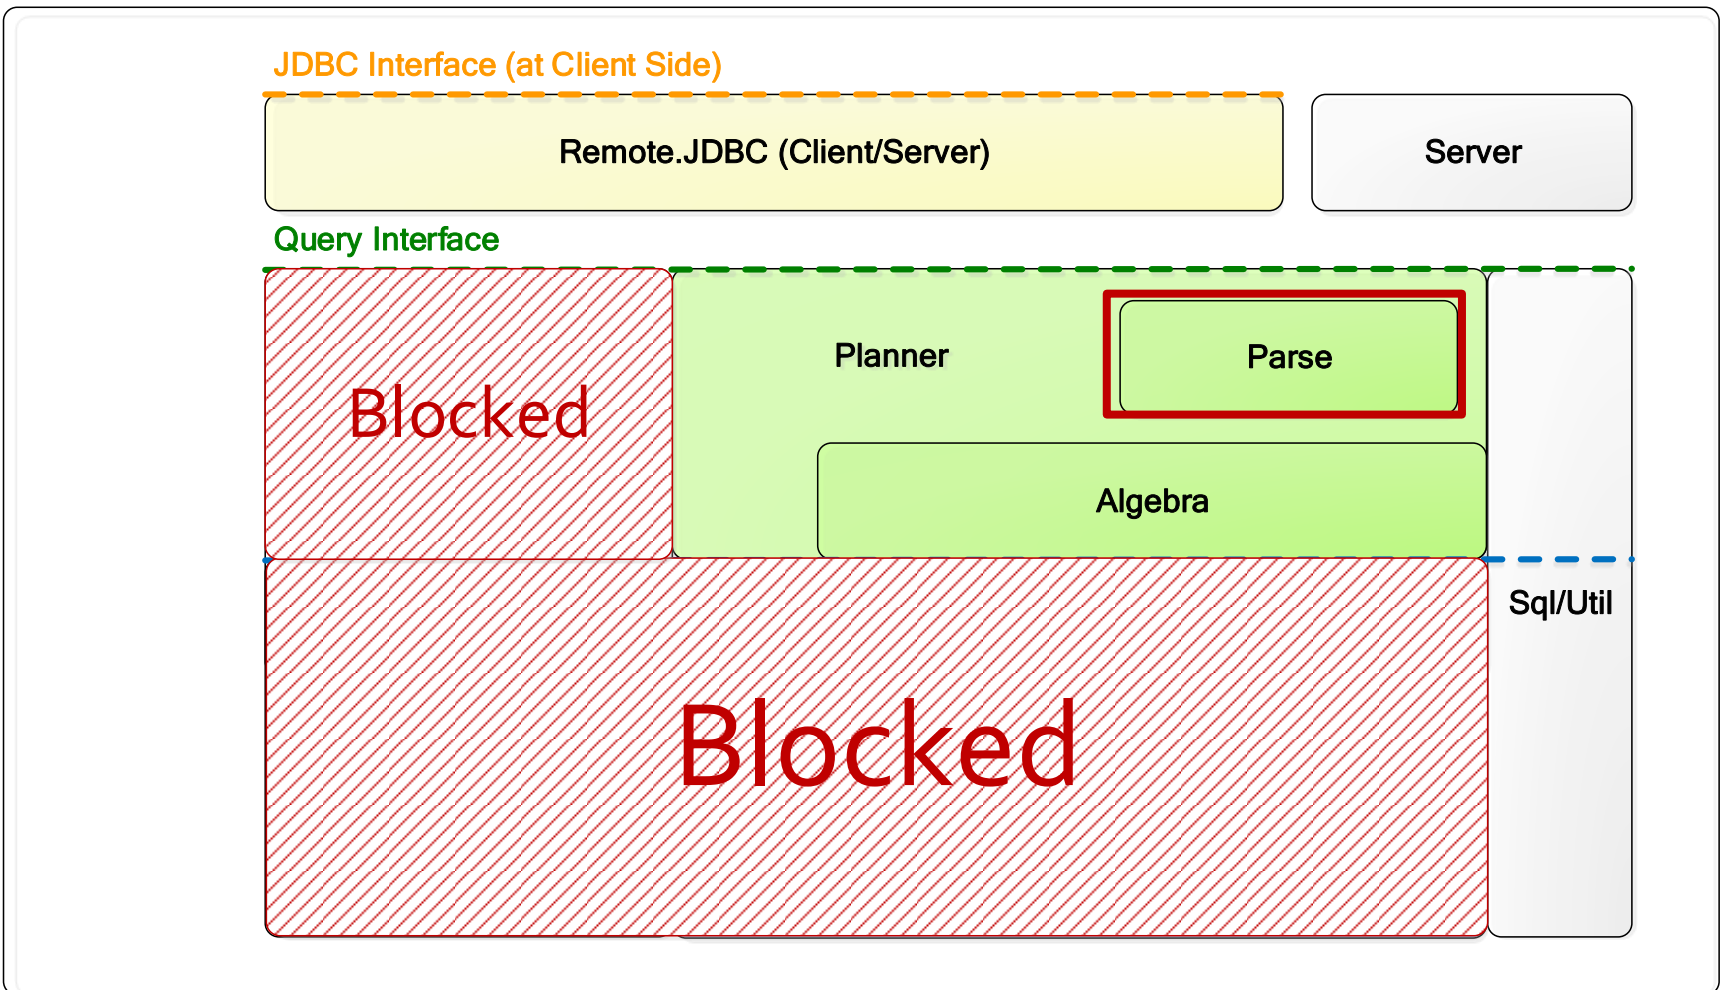 JDBC Interface (at Client Side)
Remote.JDBC (Client/Server)
Server
Query Interface
Blocked
Planner
Parse
Algebra
Sql/Util
Blocked